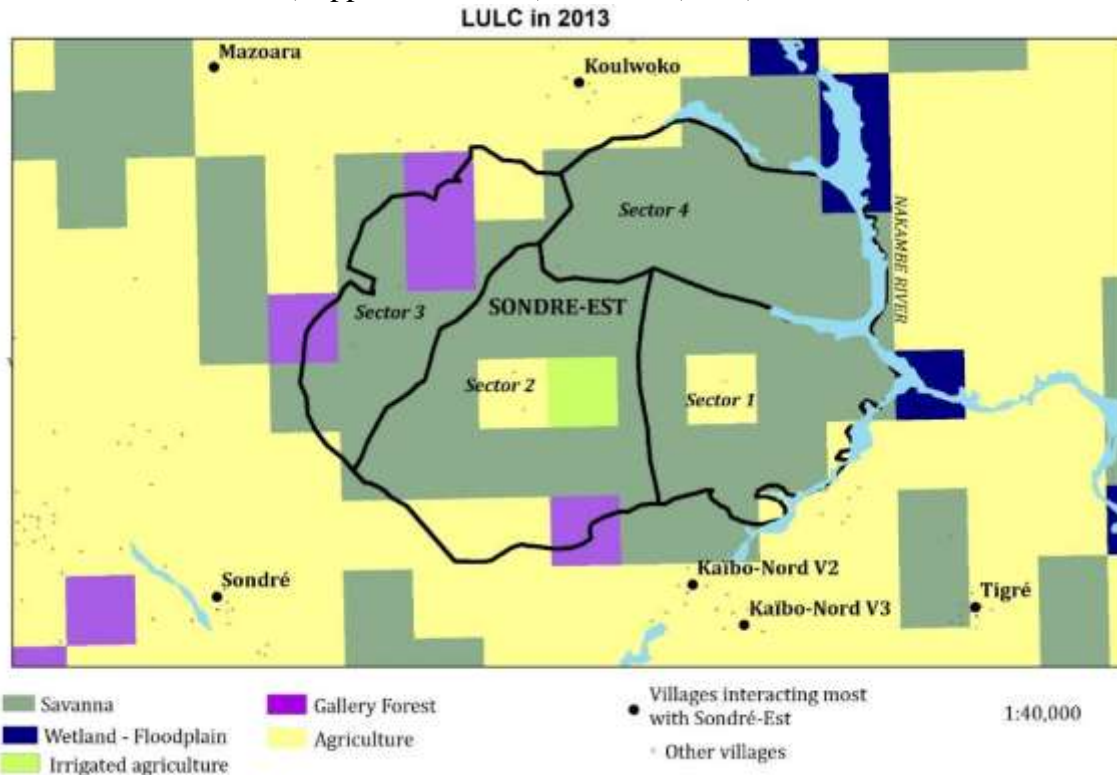 LULC in 2013
Mazoara
Koulwoko
Sector 4
NAKAMBE RIVER
SONDRE-EST
Sector 3
Sector 2
Sector 1
Kaïbo-Nord V2
Sondré
Tigré
Kaïbo-Nord V3
Savanna
Gallery Forest
Villages interacting most
with Sondré-Est
1:40,000
Wetland - Floodplain
Agriculture
Other villages
Irrigated agriculture